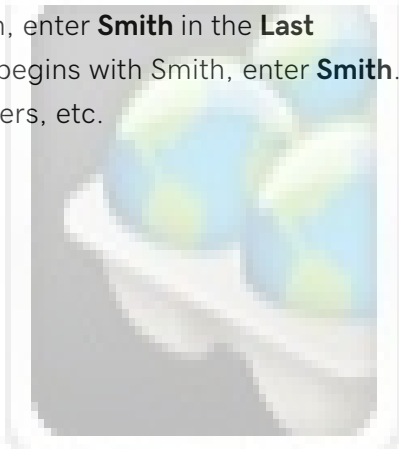 , enter Smith in the Last
begins with Smith, enter Smith.
ers, etc.